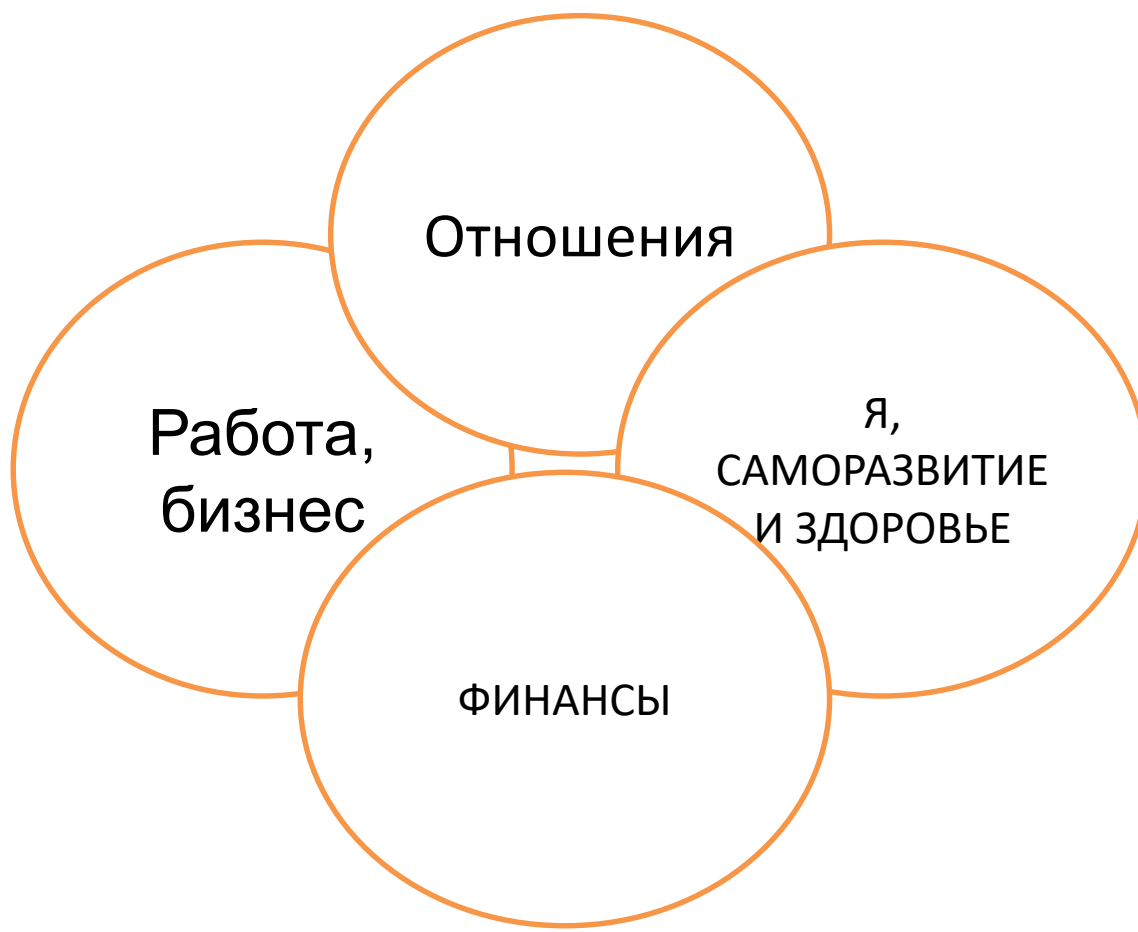 Отношения
Работа,
бизнес
Я,
САМОРАЗВИТИЕ
И ЗДОРОВЬЕ
ФИНАНСЫ